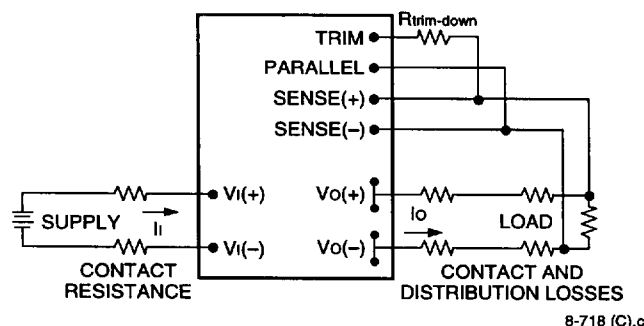 TRIM
Rtrim-down
PARALLEL
SENSE(+)
SENSE(–)
VI(+)
VO(+)
SUPPLY
II
IO
LOAD
VI(–)
VO(–)
CONTACT
RESISTANCE
CONTACT AND
DISTRIBUTION LOSSES
8-718 (C).c